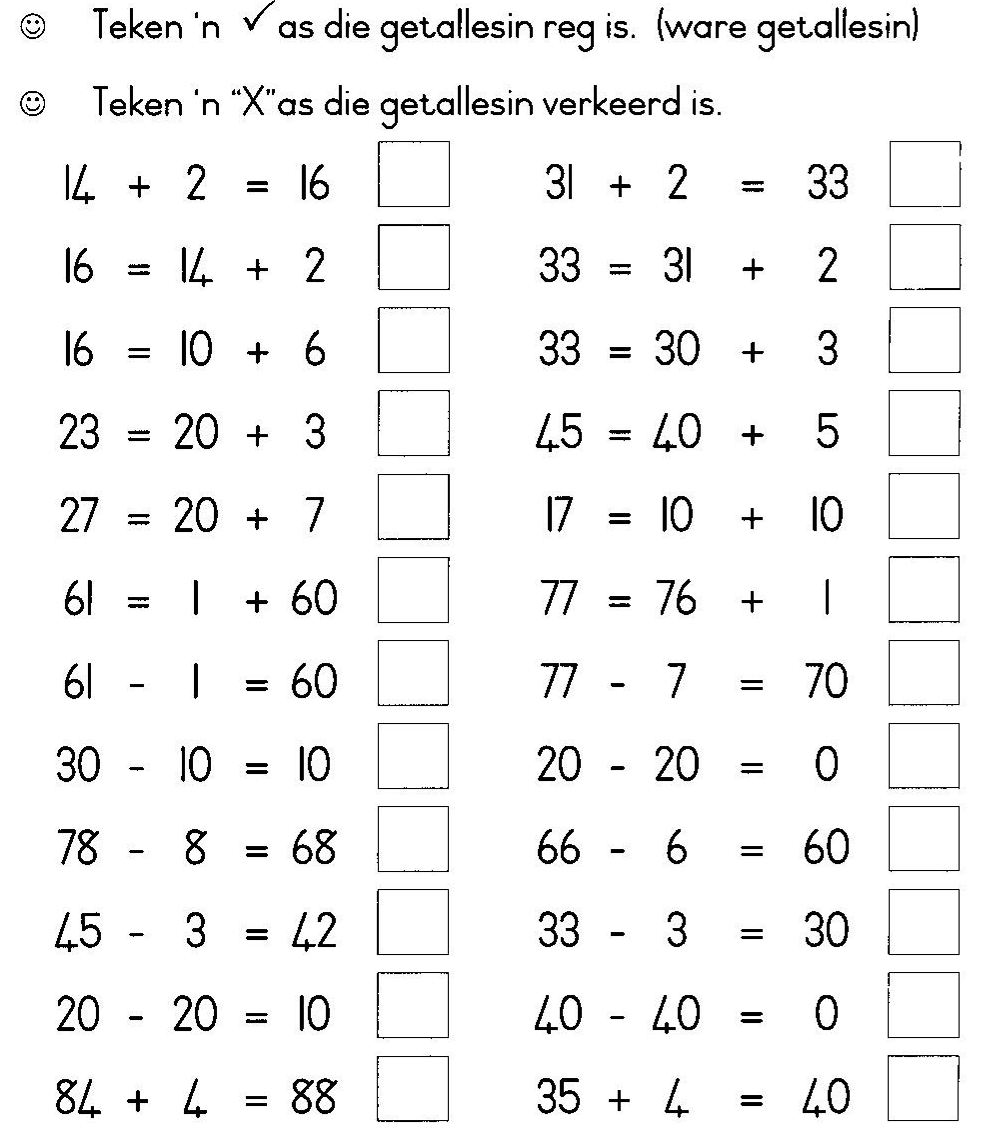 ☺ Teken 'n ✓ as die getallesin reg is. (ware getallesin)
☺ Teken 'n “X”as die getallesin verkeerd is.
14 + 2 = 16 31 + 2 = 33
16 = 14 + 2 33 = 31 + 2
16 = 10 + 6 33 = 30 + 3
23 = 20 + 3 45 = 40 + 5
27 = 20 + 7 17 = 10 + 10
61 = 1 + 60 77 = 76 + 1
61 - 1 = 60 77 - 7 = 70
30 - 10 = 10 20 - 20 = 0
78 - 8 = 68 66 - 6 = 60
45 - 3 = 42 33 - 3 = 30
20 - 20 = 10 40 - 40 = 0
84 + 4 = 88 35 + 4 = 40